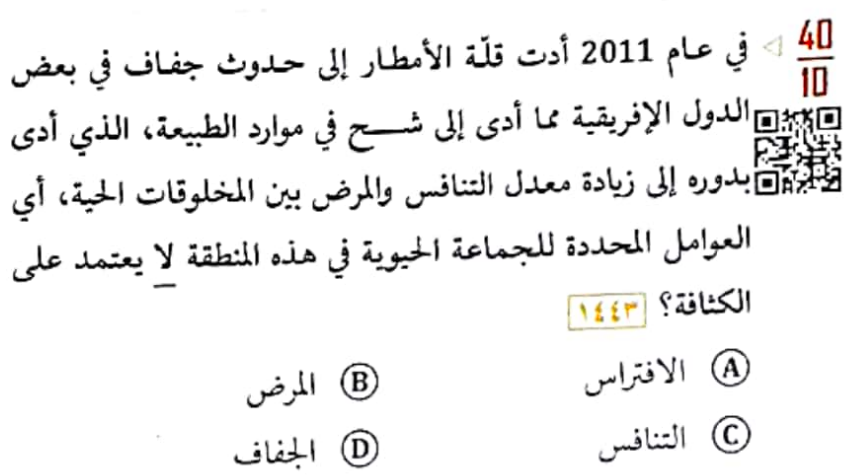 40
10
◁ في عام 2011 أدت قلّة الأمطار إلى حدوث جفاف في بعض
الدول الإفريقية مما أدى إلى شح في موارد الطبيعة، الذي أدى
بدوره إلى زيادة معدل التنافس والمرض بين المخلوقات الحية، أي
العوامل المحددة للجماعة الحيوية في هذه المنطقة لا يعتمد على
الكثافة؟ ١٤٤٣
A الافتراس B المرض
C التنافس D الجفاف